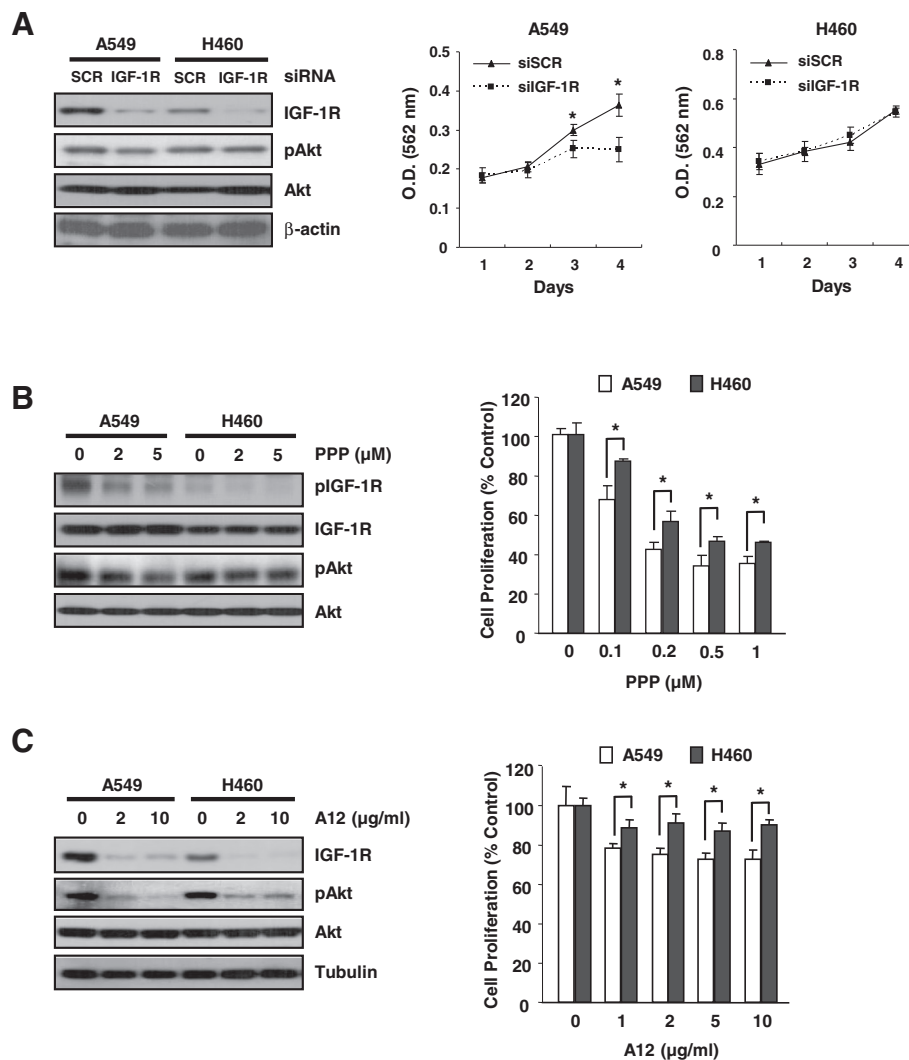 A
A549 H460
SCR IGF-1R SCR IGF-1R siRNA
IGF-1R
pAkt
Akt
β-actin
A549
siSCR
siIGF-1R
O.D. (562 nm)
0.5
0.4
0.3
0.2
0.1
0
* *
1 2 3 4
Days
H460
siSCR
siIGF-1R
O.D. (562 nm)
0.8
0.6
0.4
0.2
0
1 2 3 4
Days
B
A549 H460
0 2 5 0 2 5 PPP (μM)
pIGF-1R
IGF-1R
pAkt
Akt
A549 H460
Cell Proliferation (% Control)
120
100
80
60
40
20
0
* * * *
0 0.1 0.2 0.5 1
PPP (μM)
C
A549 H460
0 2 10 0 2 10 A12 (μg/ml)
IGF-1R
pAkt
Akt
Tubulin
A549 H460
Cell Proliferation (% Control)
120
100
80
60
40
20
0
* * * *
0 1 2 5 10
A12 (μg/ml)